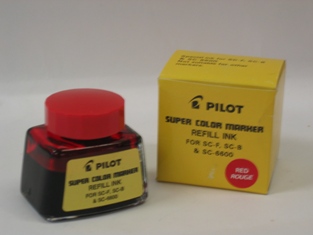 PILOT
SUPER COLOR MARKER
REFILL INK
FOR SC-F, SC-B
& SC-6600
RED
ROUGE
PILOT
SUPER COLOR MARKER
REFILL INK
FOR SC-F, SC-B
& SC-6600